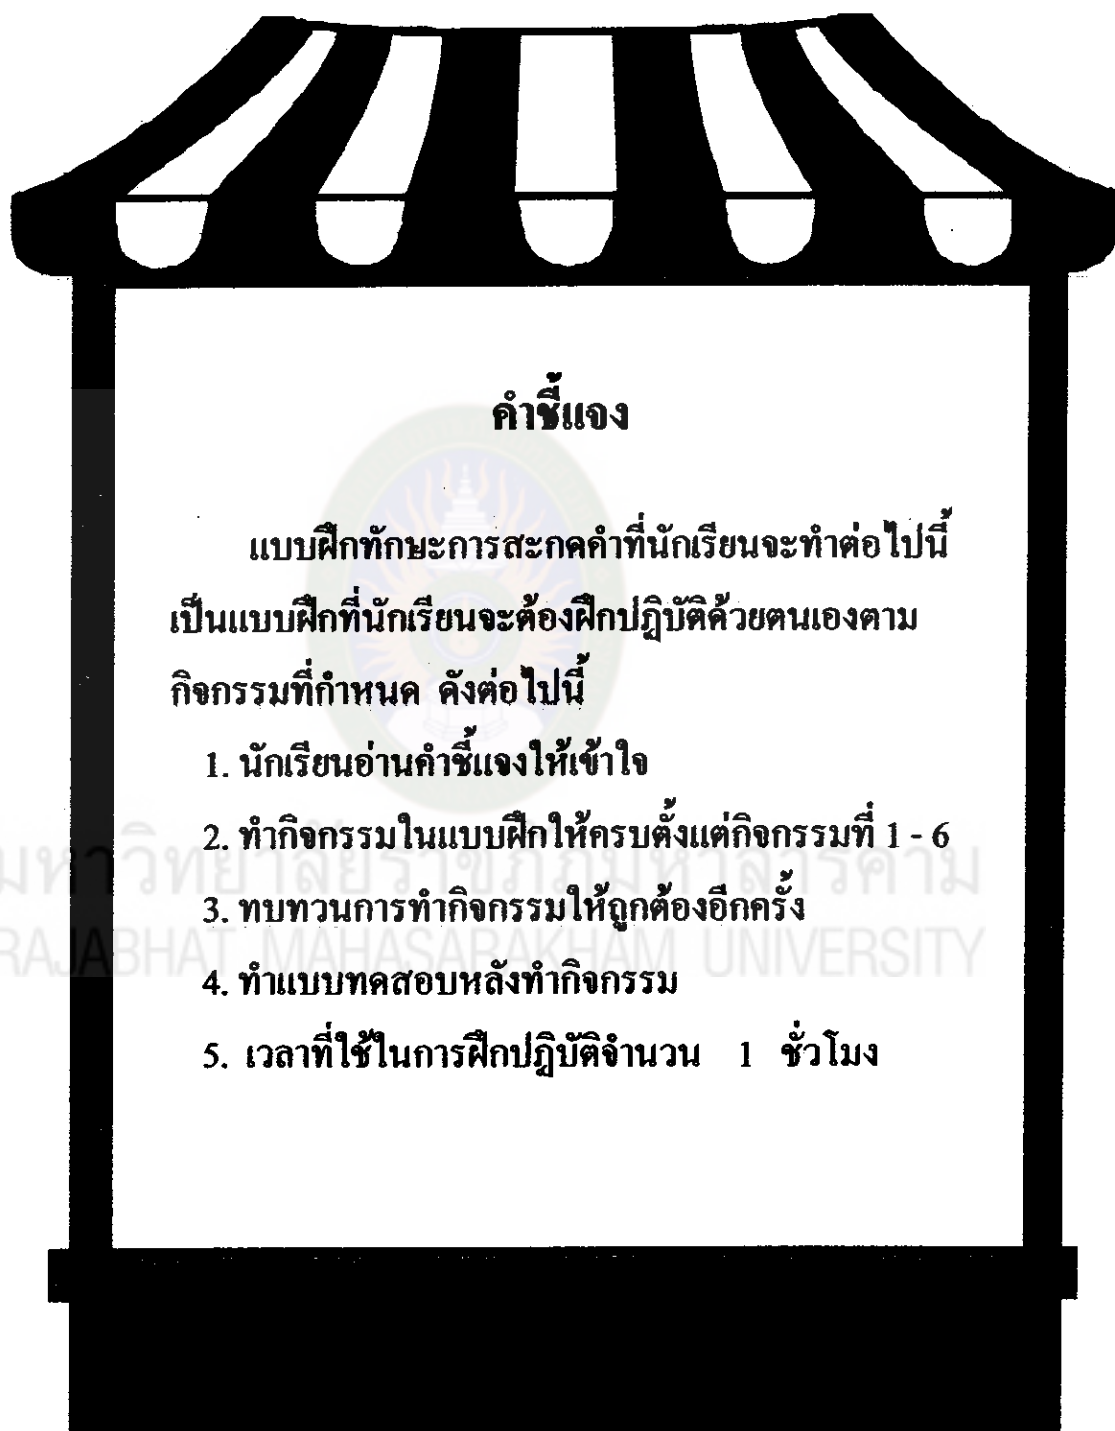 คำชี้แจง
แบบฝึกทักษะการสะกดคำที่นักเรียนจะทำต่อไปนี้
เป็นแบบฝึกที่นักเรียนจะต้องฝึกปฏิบัติด้วยตนเองตาม
กิจกรรมที่กำหนด ดังต่อไปนี้
1. นักเรียนอ่านคำชี้แจงให้เข้าใจ
2. ทำกิจกรรมในแบบฝึกให้ครบตั้งแต่กิจกรรมที่ 1 - 6
มหาวิทยาลัยราชภัฏมหาสารคาม
3. ทบทวนการทำกิจกรรมให้ถูกต้องอีกครั้ง
RAJABHAT MAHASARAKHAM UNIVERSITY
4. ทำแบบทดสอบหลังทำกิจกรรม
5. เวลาที่ใช้ในการฝึกปฏิบัติจำนวน 1 ชั่วโมง